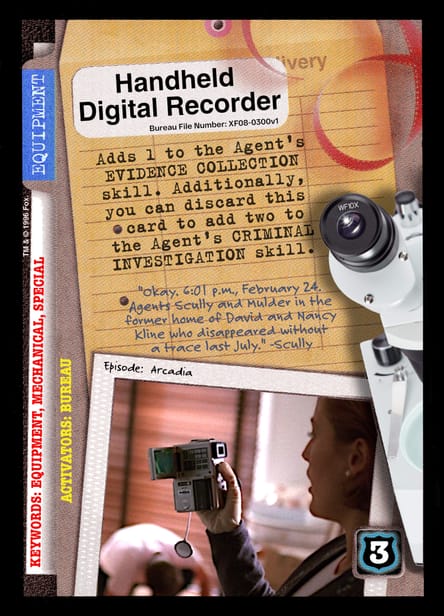 ivery
Handheld
Digital Recorder
Bureau File Number: XF08-0300v1
EQUIPMENT
Adds 1 to the Agent's
EVIDENCE COLLECTION
skill. Additionally,
you can discard this
card to add two to
the Agent's CRIMINAL
INVESTIGATION skill.
WF10X
"Okay. 6:01 p.m., February 24.
Agents Scully and Mulder in the
former home of David and Nancy
Kline who disappeared without
a trace last July." -Scully
TM & © 1996 Fox.
KEYWORDS: EQUIPMENT, MECHANICAL, SPECIAL
ACTIVATORS: BUREAU
Episode: Arcadia
3